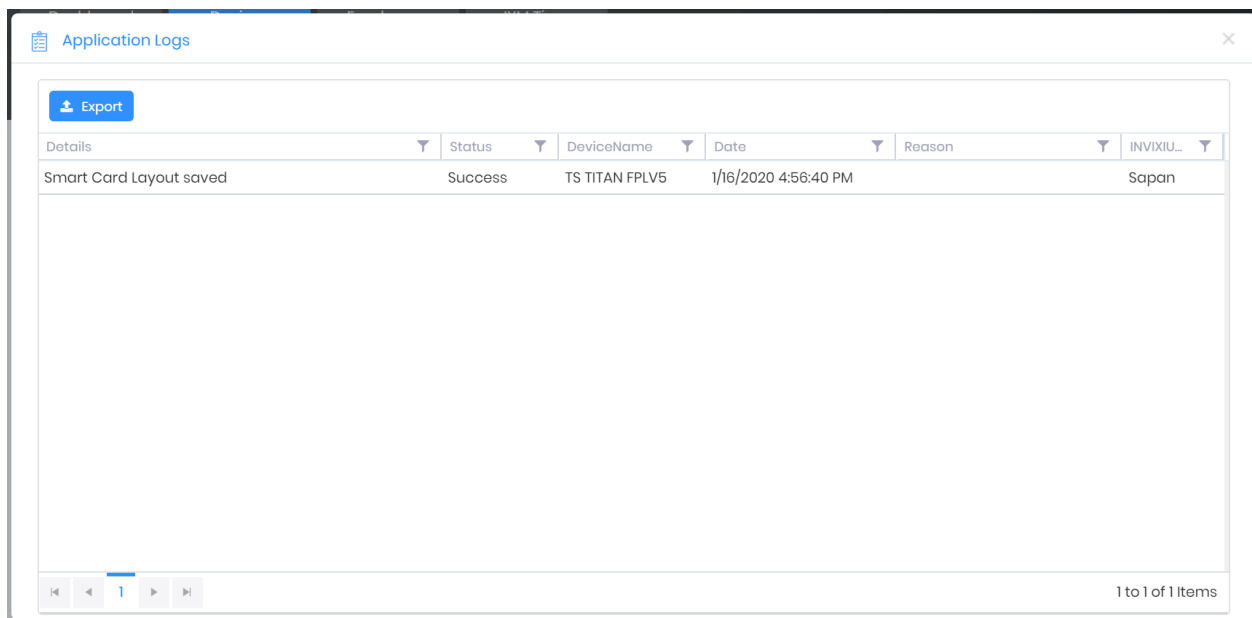 Application Logs
Export
Details Status DeviceName Date Reason INVIXIU...
Smart Card Layout saved Success TS TITAN FPLV5 1/16/2020 4:56:40 PM Sapan
1 1 to 1 of 1 Items